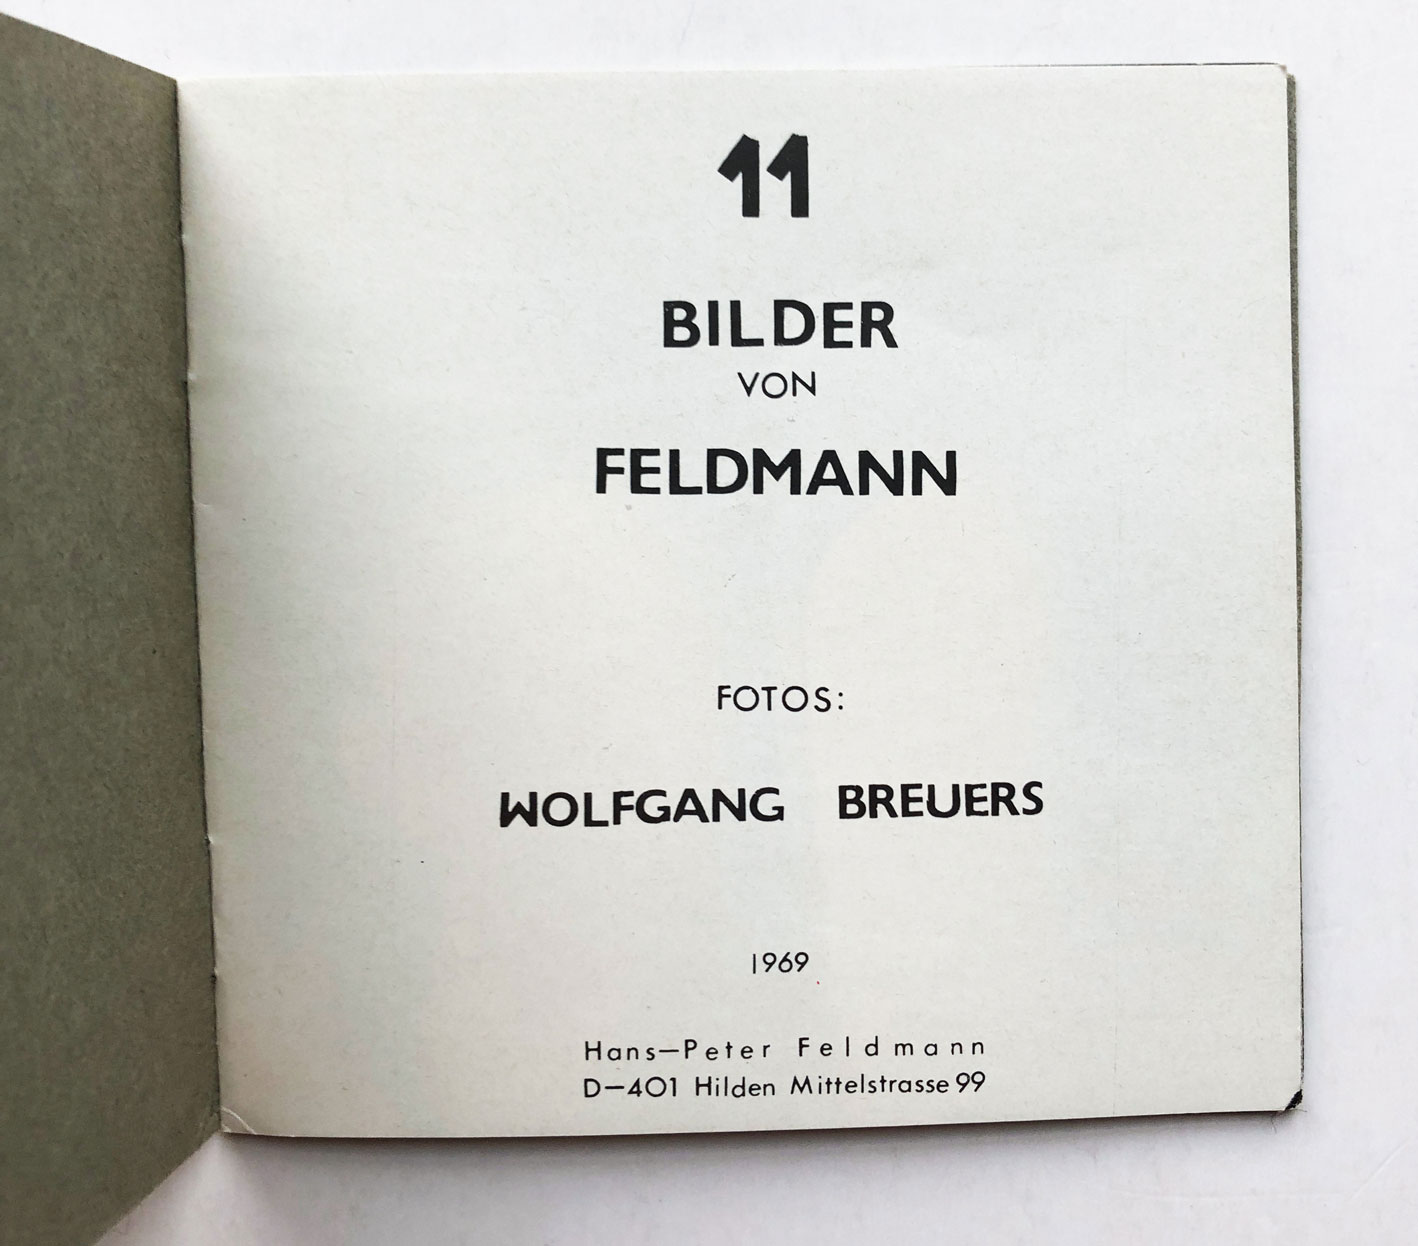 11
BILDER
VON
FELDMANN
FOTOS:
WOLFGANG BREUERS
1969
Hans-Peter Feldmann
D-401 Hilden Mittelstrasse 99